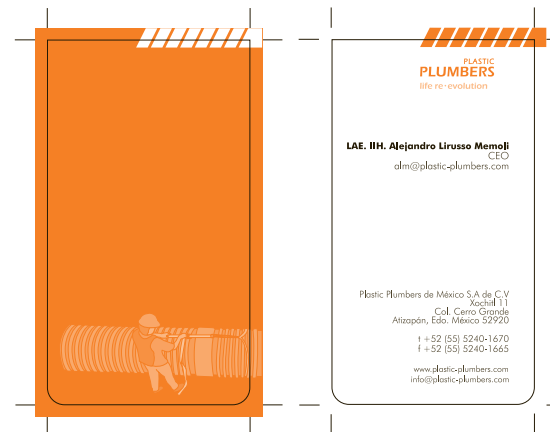 PLASTIC
PLUMBERS
life re·evolution
LAE. IIH. Alejandro Lirusso Memoli
CEO
alm@plastic-plumbers.com
Plastic Plumbers de México S.A de C.V
Xochitl 11
Col. Cerro Grande
Atizapán, Edo. México 52920
t +52 (55) 5240-1670
f +52 (55) 5240-1665
www.plastic-plumbers.com
info@plastic-plumbers.com